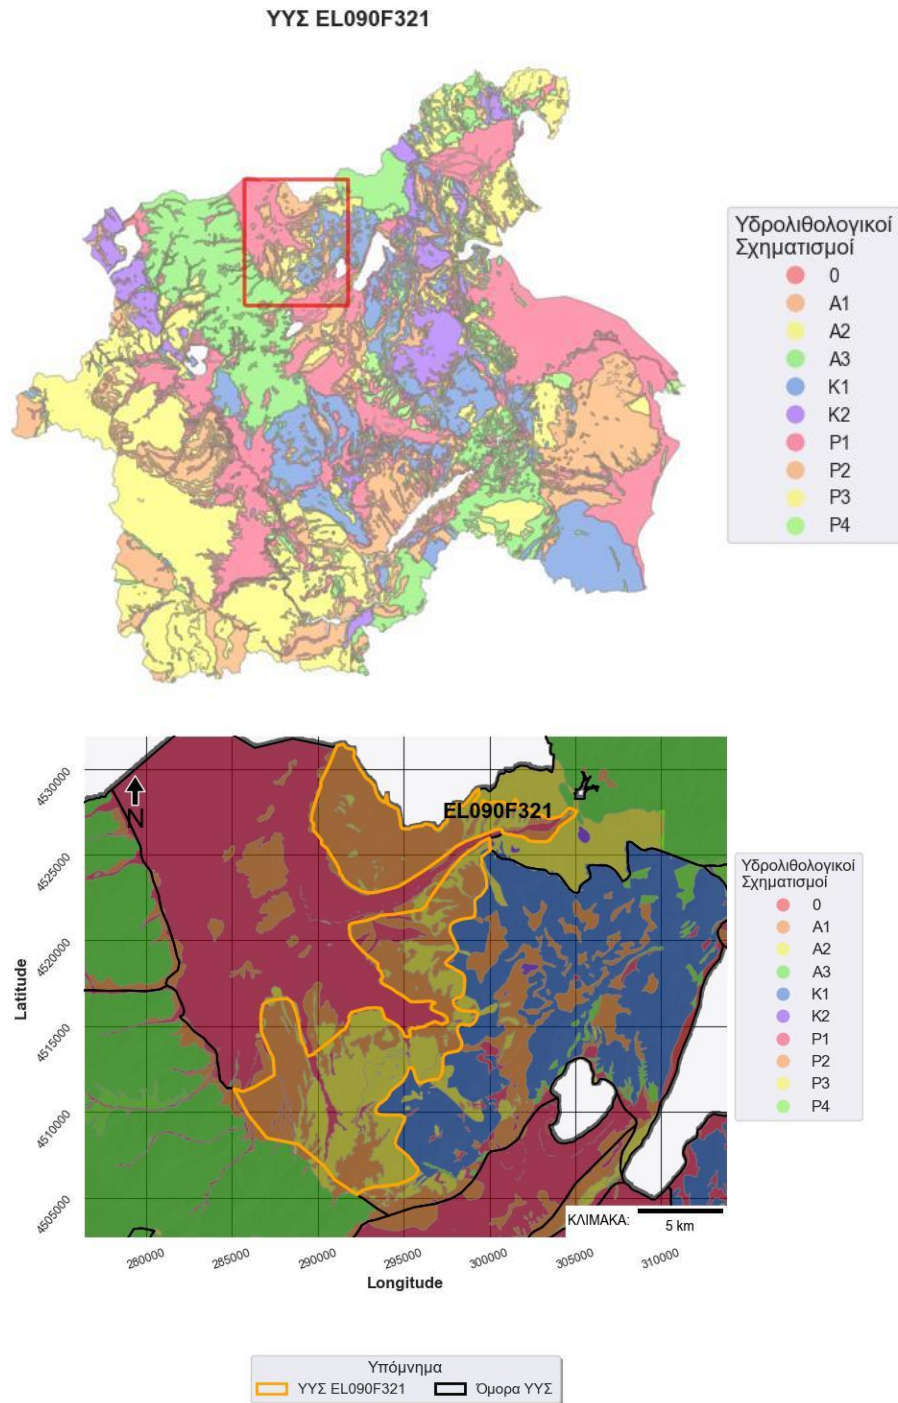 ΥΥΣ EL090F321
Υδρολιθολογικοί
Σχηματισμοί
0
A1
A2
A3
K1
K2
P1
P2
P3
P4
4530000
4525000
4520000
4515000
4510000
4505000
Latitude
N
EL090F321
ΚΛΙΜΑΚΑ:
5 km
280000
285000
290000
295000
300000
305000
310000
Longitude
Υδρολιθολογικοί
Σχηματισμοί
0
A1
A2
A3
K1
K2
P1
P2
P3
P4
Υπόμνημα
ΥΥΣ EL090F321
Όμορα ΥΥΣ